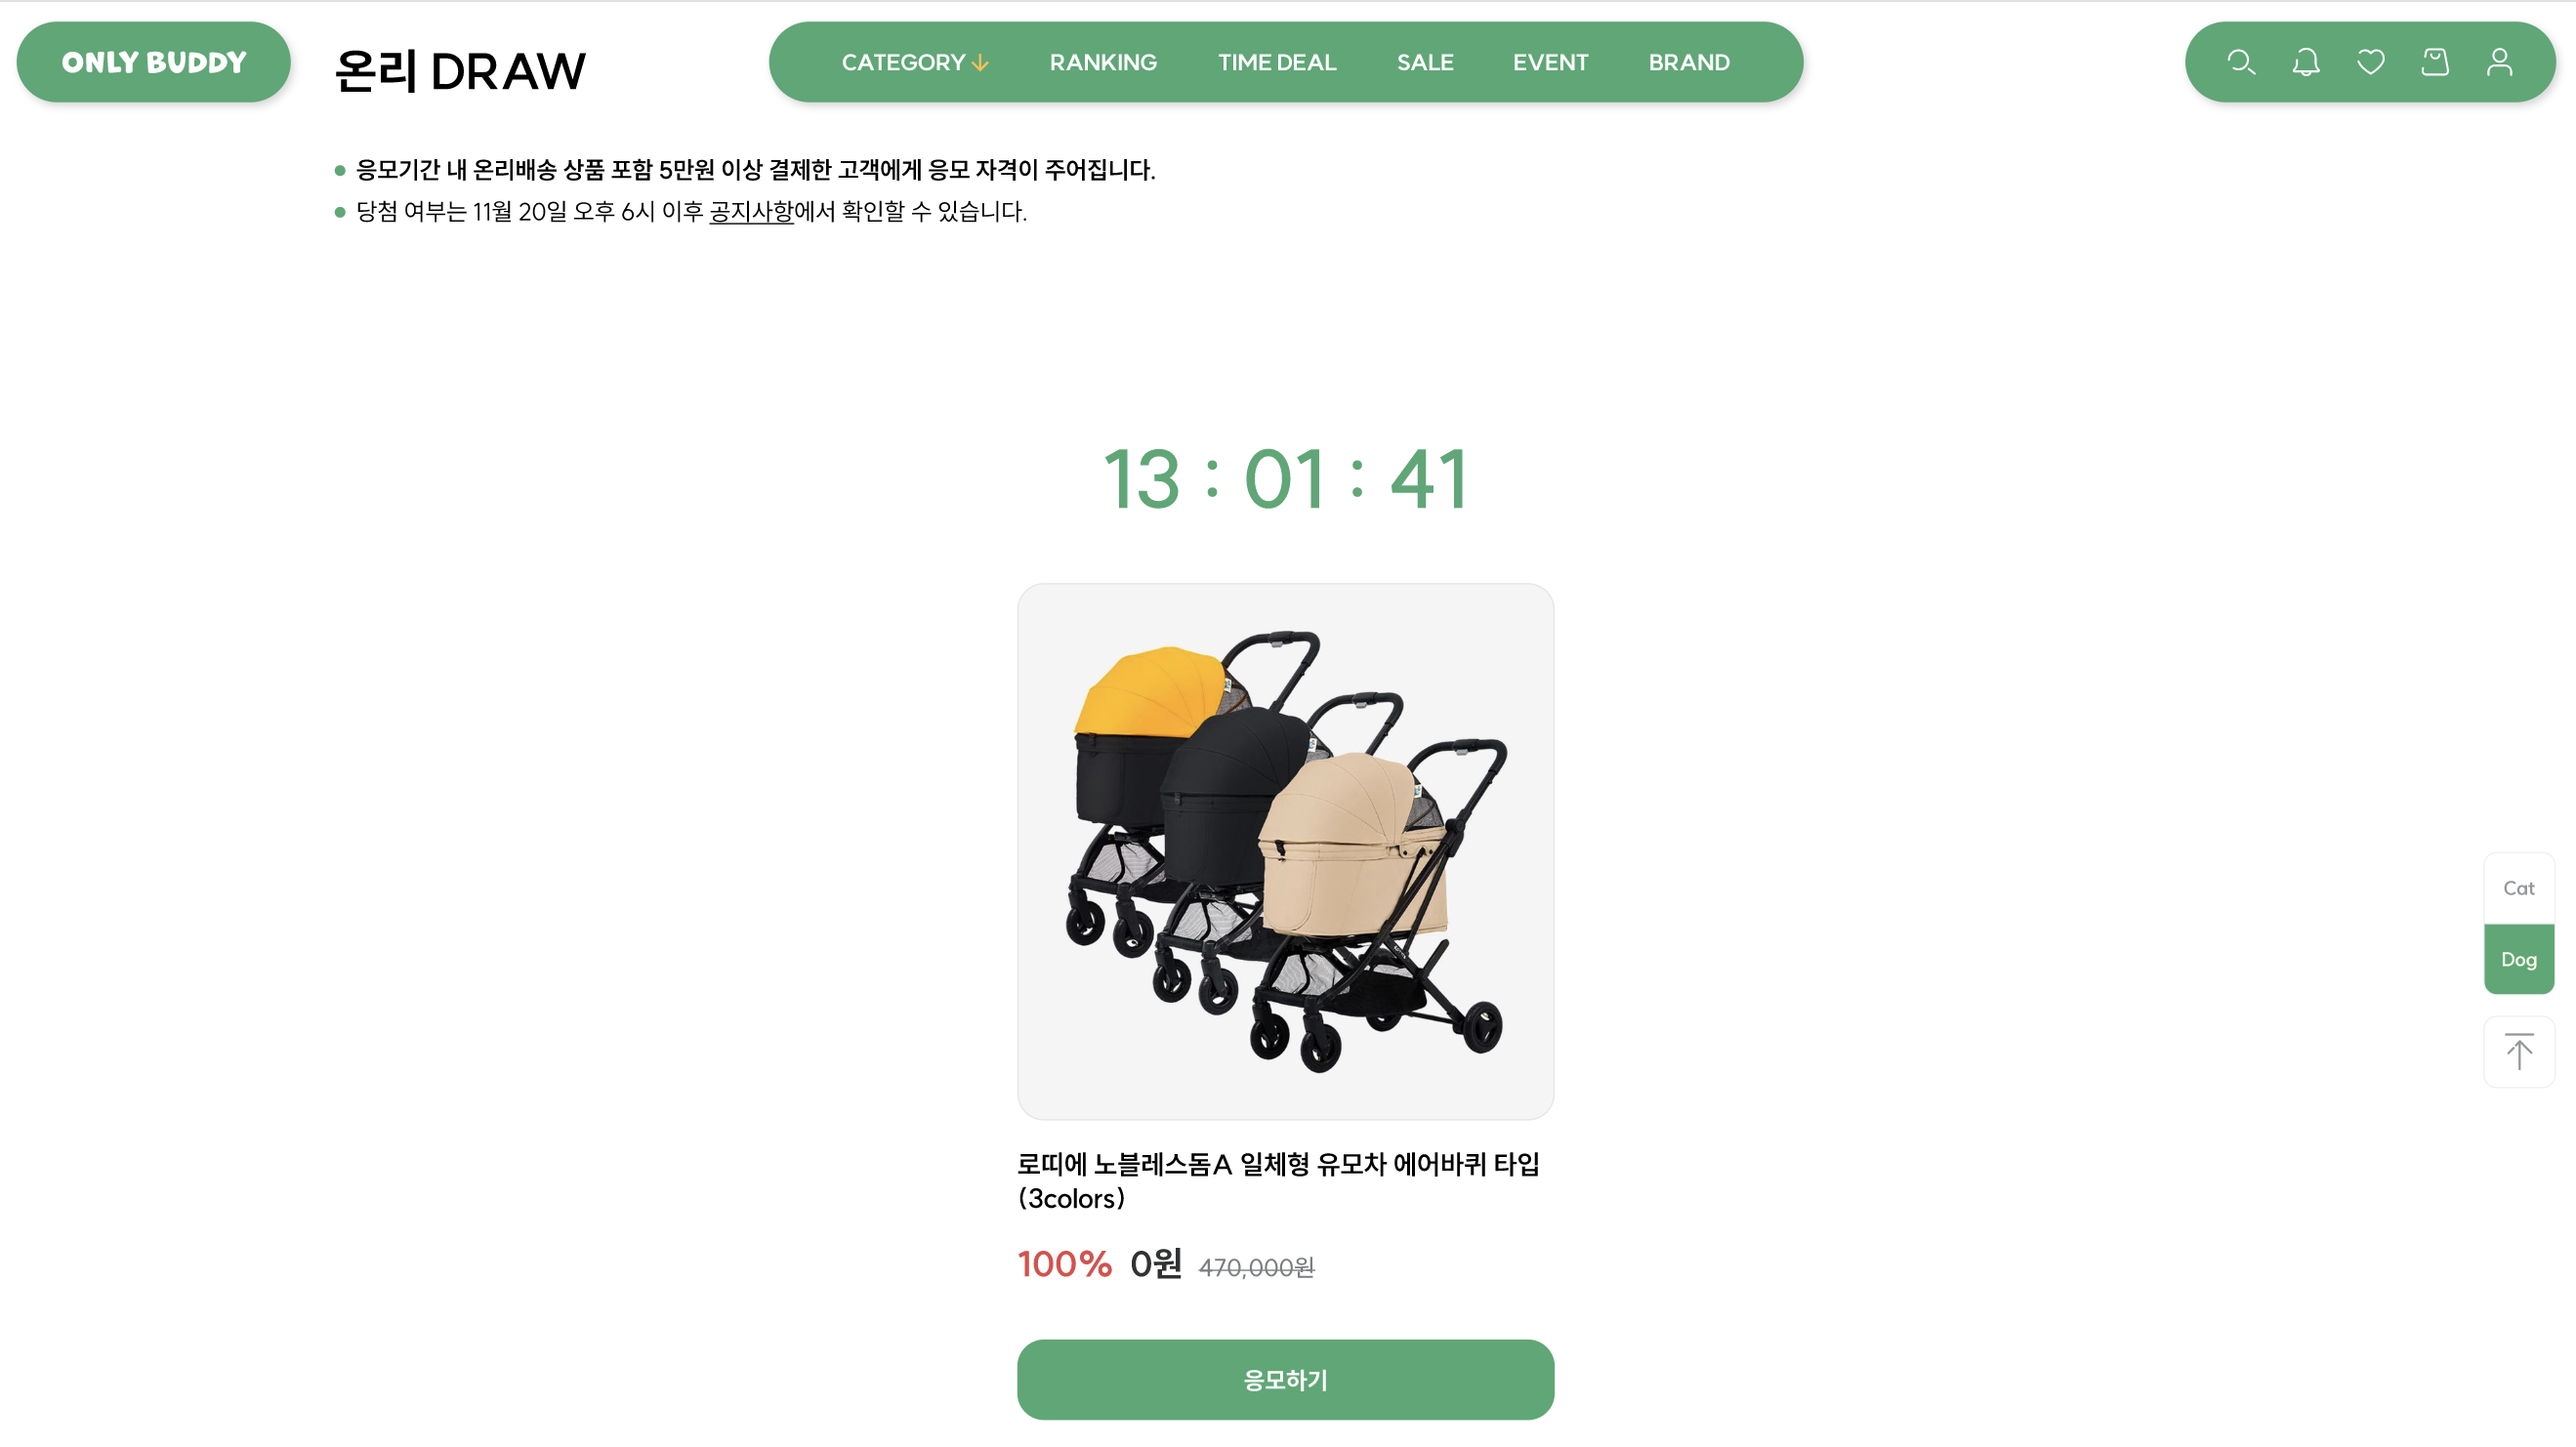 ONLY BUDDY
온리 DRAW
CATEGORY RANKING TIME DEAL SALE EVENT BRAND
응모기간 내 온리배송 상품 포함 5만원 이상 결제한 고객에게 응모 자격이 주어집니다.
당첨 여부는 11월 20일 오후 6시 이후 공지사항에서 확인할 수 있습니다.
13 : 01 : 41
Cat
Dog
로띠에 노블레스돔A 일체형 유모차 에어바퀴 타입
(3colors)
100% 0원 470,000원
응모하기